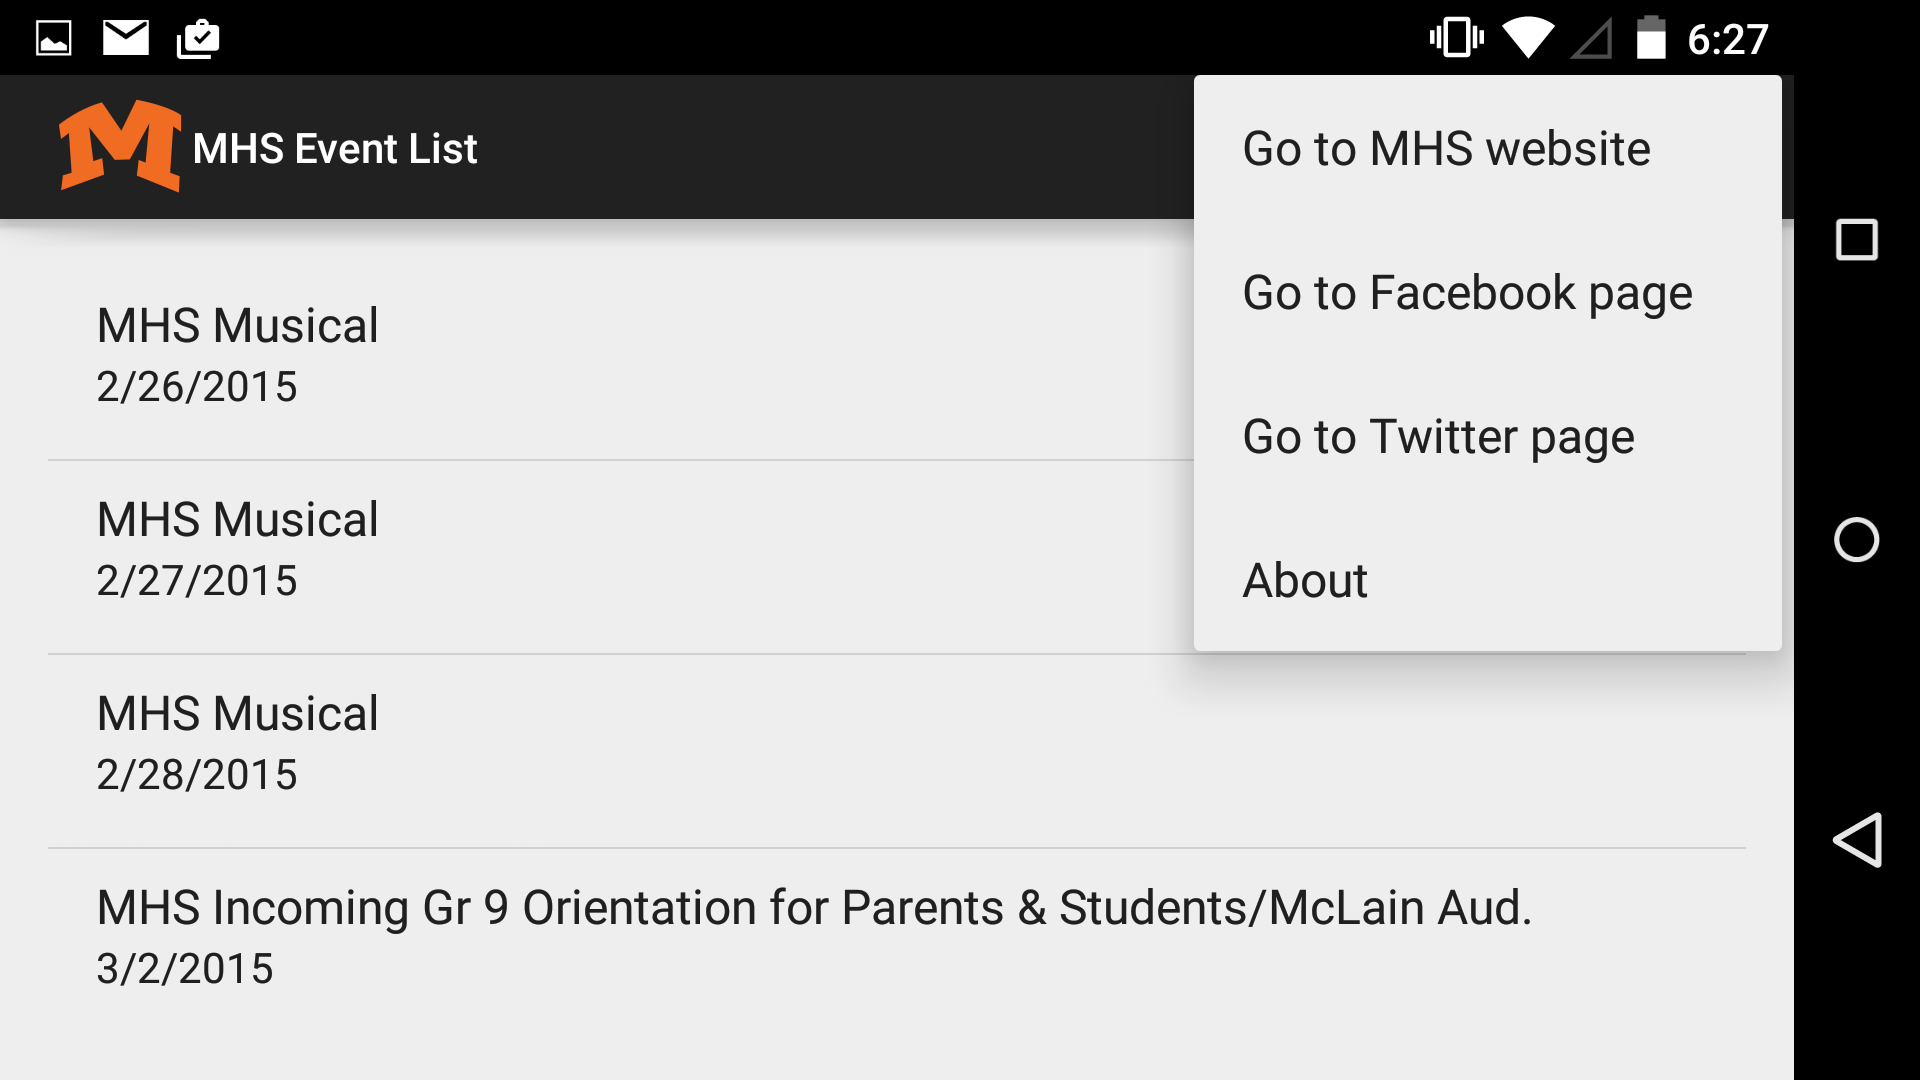 6:27
M
MHS Event List
Go to MHS website
Go to Facebook page
Go to Twitter page
About
MHS Musical
2/26/2015
MHS Musical
2/27/2015
MHS Musical
2/28/2015
MHS Incoming Gr 9 Orientation for Parents & Students/McLain Aud.
3/2/2015